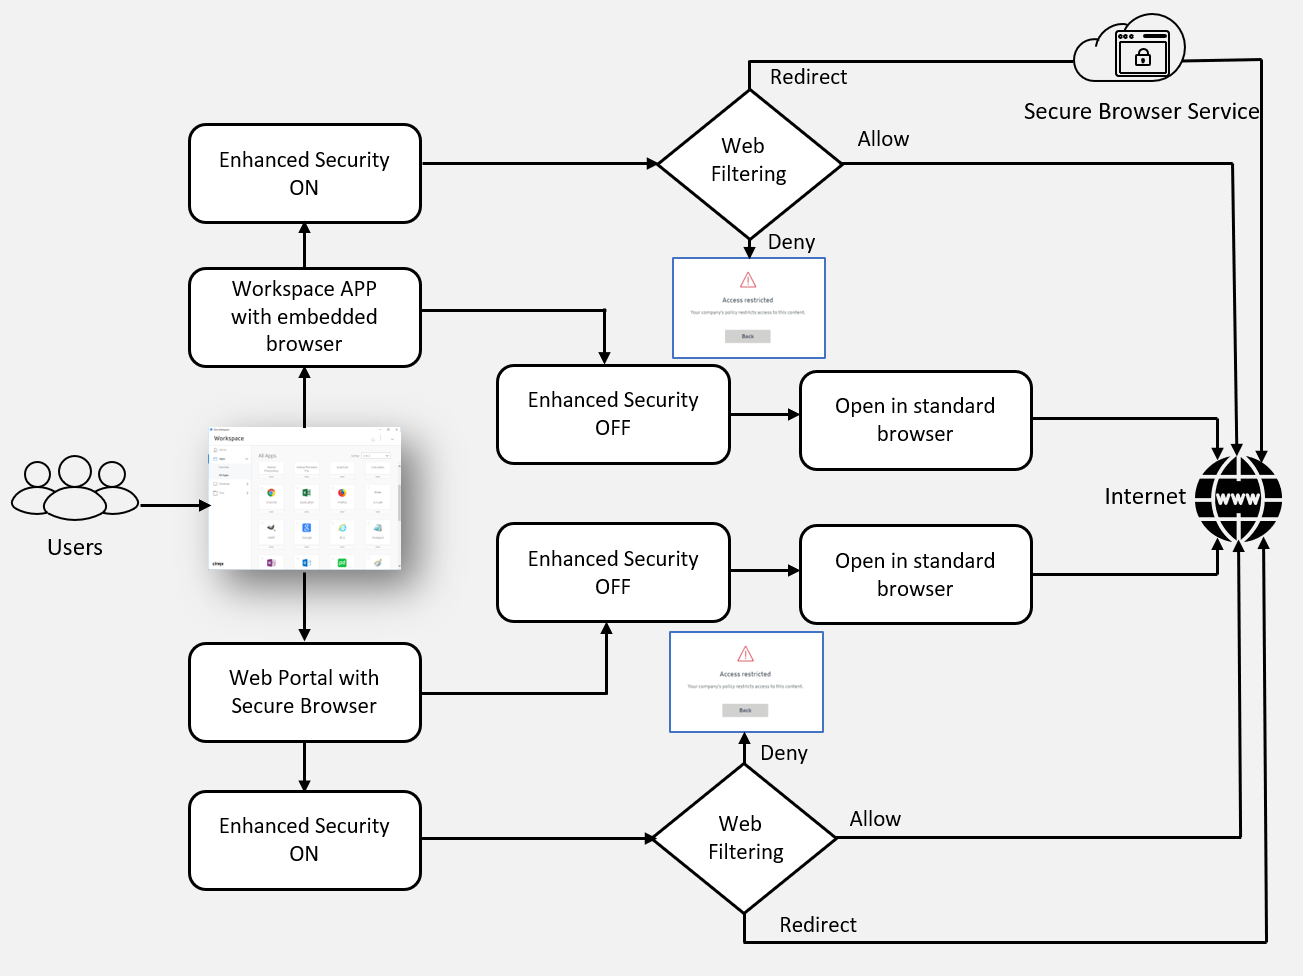 Redirect
Secure Browser Service
Web
Filtering
Allow
Enhanced Security
ON
Deny
Access restricted
Your company's policy restricts access to this content.
Back
Workspace APP
with embedded
browser
Enhanced Security
OFF
Open in standard
browser
Workspace
All Apps
citrix
Users
Internet
WWW
Enhanced Security
OFF
Open in standard
browser
Access restricted
Your company's policy restricts access to this content.
Back
Web Portal with
Secure Browser
Deny
Enhanced Security
ON
Web
Filtering
Allow
Redirect